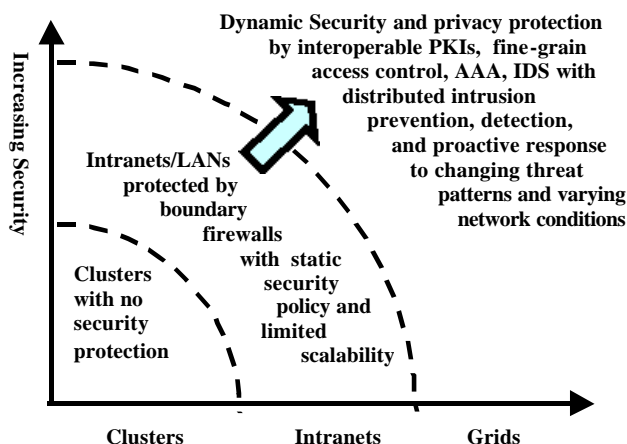 Dynamic Security and privacy protection
by interoperable PKIs, fine-grain
access control, AAA, IDS with
distributed intrusion
prevention, detection,
and proactive response
to changing threat
patterns and varying
network conditions
Increasing Security
Intranets/LANs
protected by
boundary
firewalls
with static
security
policy and
limited
scalability
Clusters
with no
security
protection
Clusters
Intranets
Grids